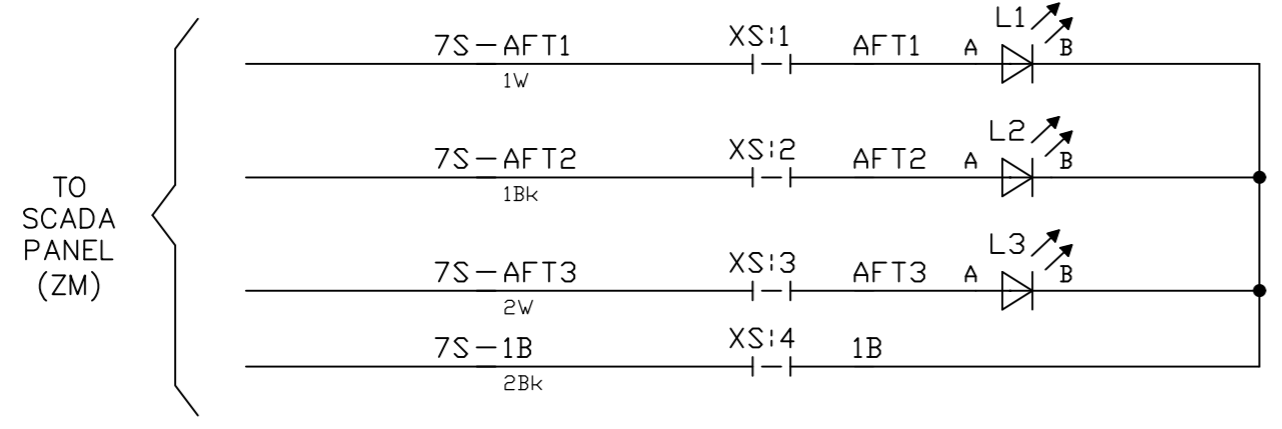 7S-AFT1 XS:1 AFT1 A L1 B
1W
7S-AFT2 XS:2 AFT2 A L2 B
1Bk
TO
SCADA
PANEL
(ZM)
7S-AFT3 XS:3 AFT3 A L3 B
2W
7S-1B XS:4 1B
2Bk